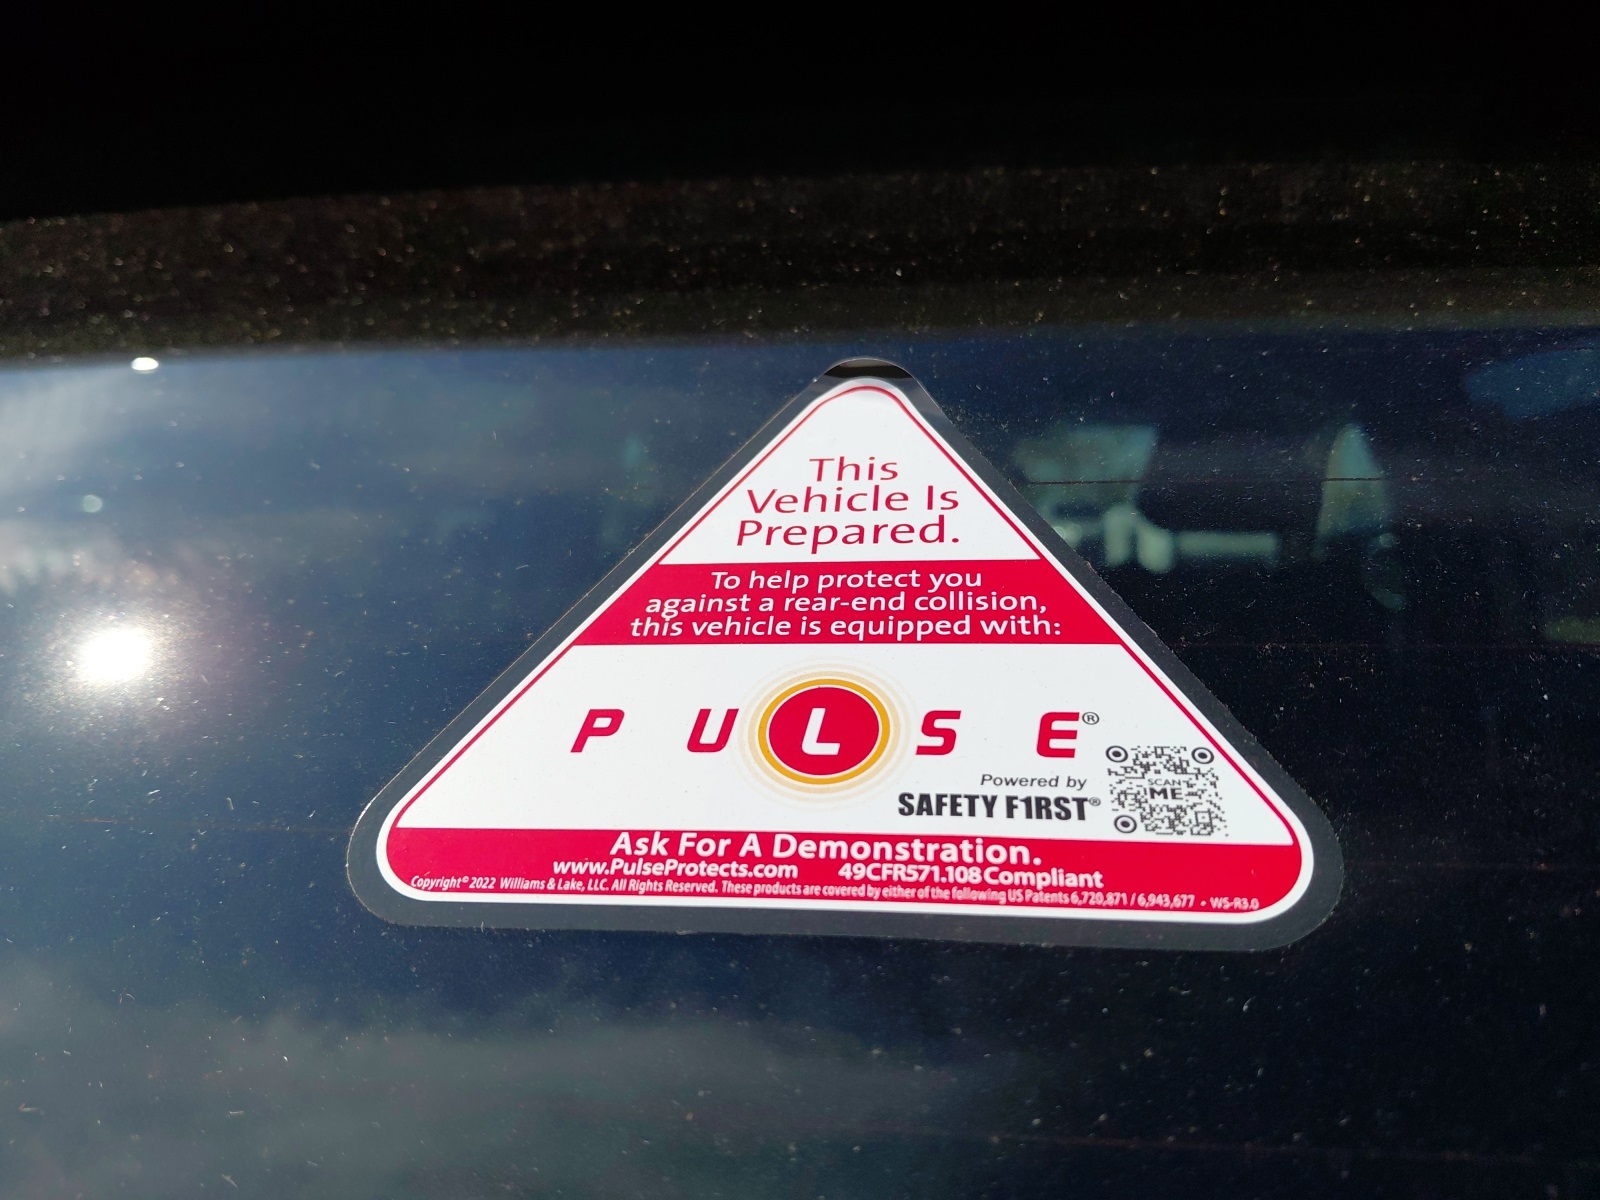 This
Vehicle Is
Prepared.
To help protect you
against a rear-end collision,
this vehicle is equipped with:
PULSE®
Powered by
SAFETY F1RST®
SCAN
ME
Ask For A Demonstration.
www.PulseProtects.com 49CFR571.108 Compliant
Copyright© 2022 Williams & Lake, LLC. All Rights Reserved. These products are covered by either of the following US Patents 6,720,871 / 6,943,677 • WS-R3.0